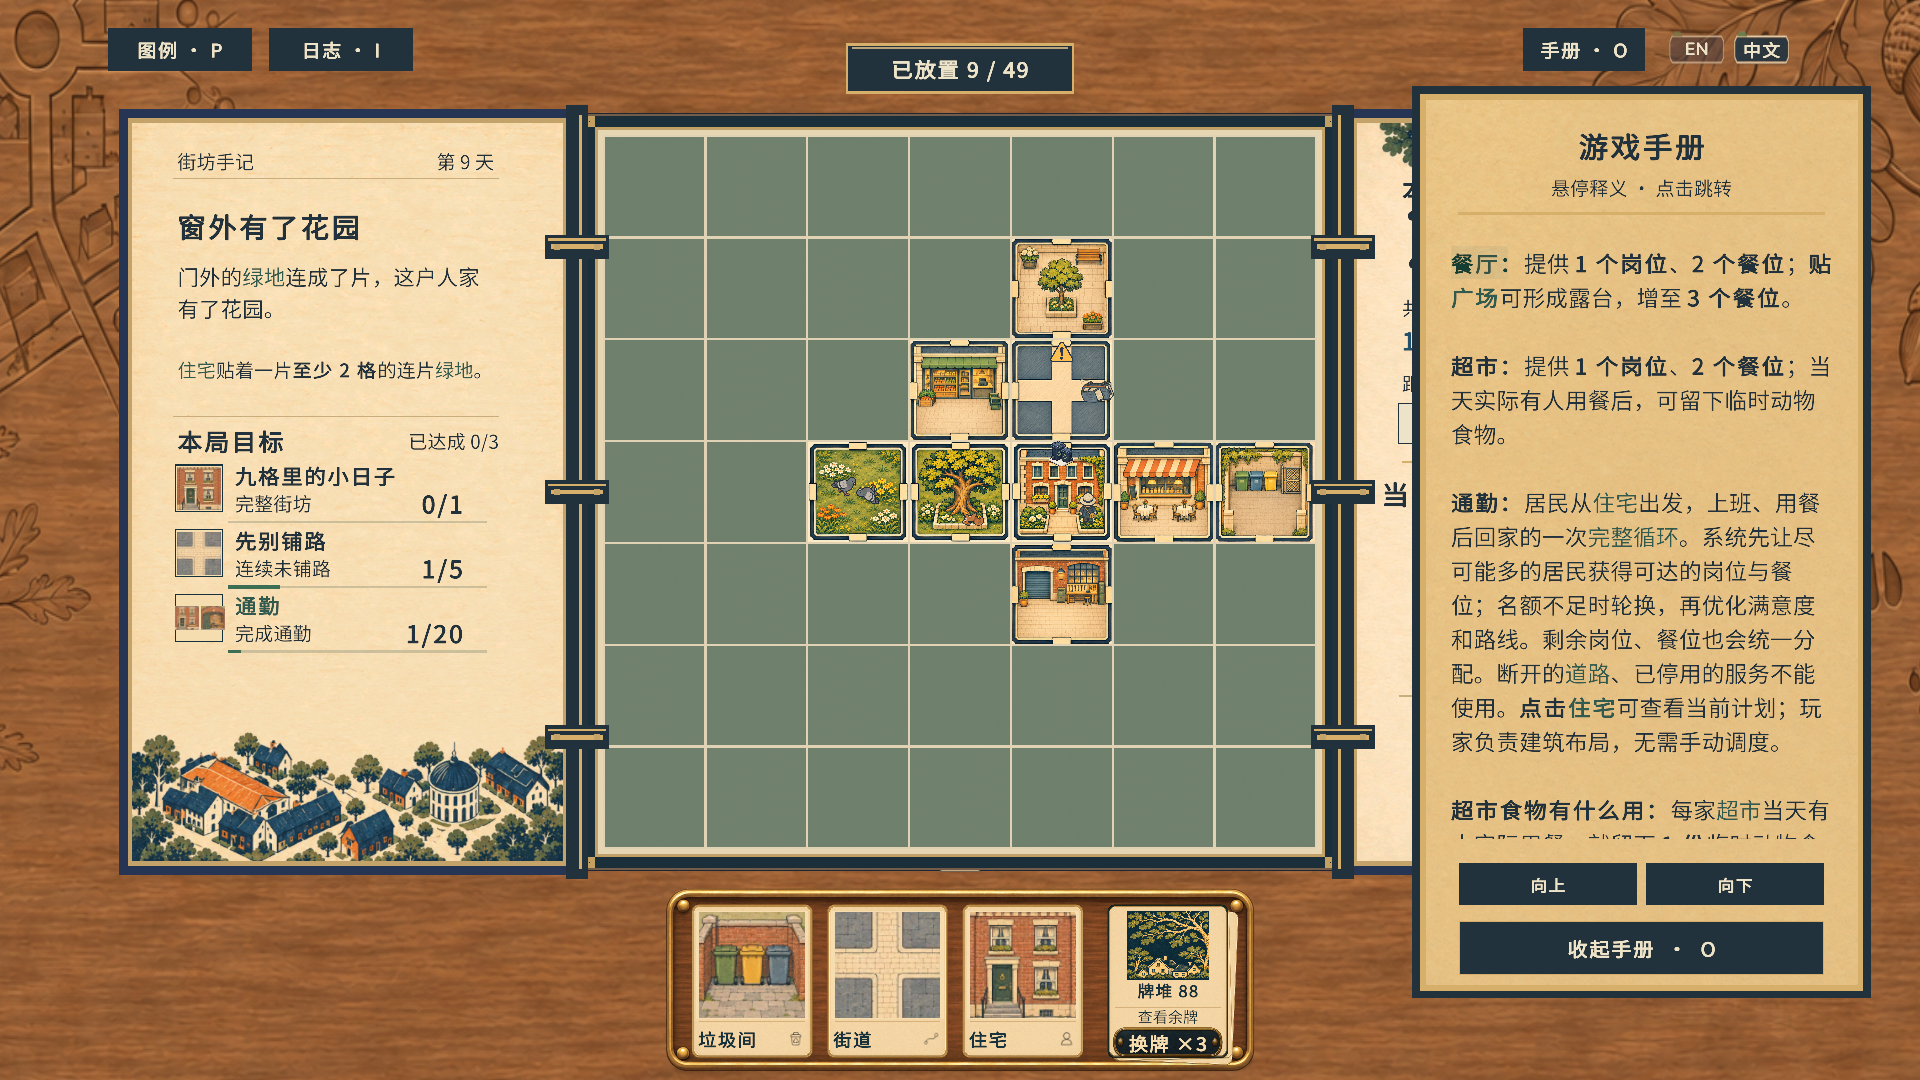 图例 · P
日志 · I
已放置 9 / 49
手册 · O
EN
中文
街坊手记
第 9 天
窗外有了花园
门外的绿地连成了片，这户人家
有了花园。
住宅贴着一片至少 2 格的连片绿地。
本局目标
已达成 0/3
九格里的小日子
完整街坊
0/1
先别铺路
连续未铺路
1/5
通勤
完成通勤
1/20
当
游戏手册
悬停释义 · 点击跳转
餐厅：提供 1 个岗位、2 个餐位；贴
广场可形成露台，增至 3 个餐位。
超市：提供 1 个岗位、2 个餐位；当
天实际有人用餐后，可留下临时动物
食物。
通勤：居民从住宅出发，上班、用餐
后回家的一次完整循环。系统先让尽
可能多的居民获得可达的岗位与餐
位；名额不足时轮换，再优化满意度
和路线。剩余岗位、餐位也会统一分
配。断开的道路、已停用的服务不能
使用。点击住宅可查看当前计划；玩
家负责建筑布局，无需手动调度。
超市食物有什么用：每家超市当天有
向上
向下
收起手册 · O
垃圾间
街道
住宅
牌堆 88
查看余牌
换牌 ×3